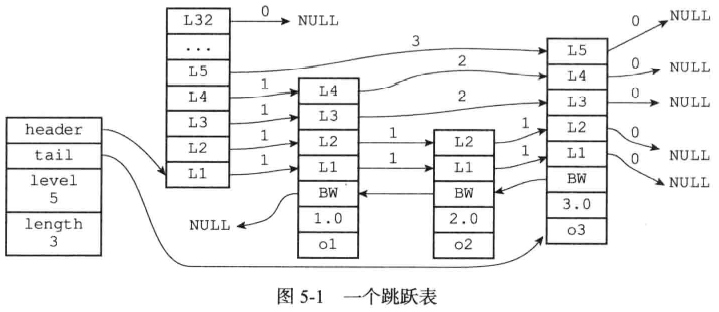 L32
0
NULL
...
L5
3
L5
0
NULL
L4
1
L4
2
L4
0
NULL
L3
1
L3
2
L3
0
NULL
header
L2
1
L2
1
L2
1
L2
0
NULL
tail
L1
1
L1
1
L1
1
L1
0
NULL
level
5
BW
BW
BW
length
3
NULL
1.0
2.0
3.0
o1
o2
o3
图 5-1 一个跳跃表